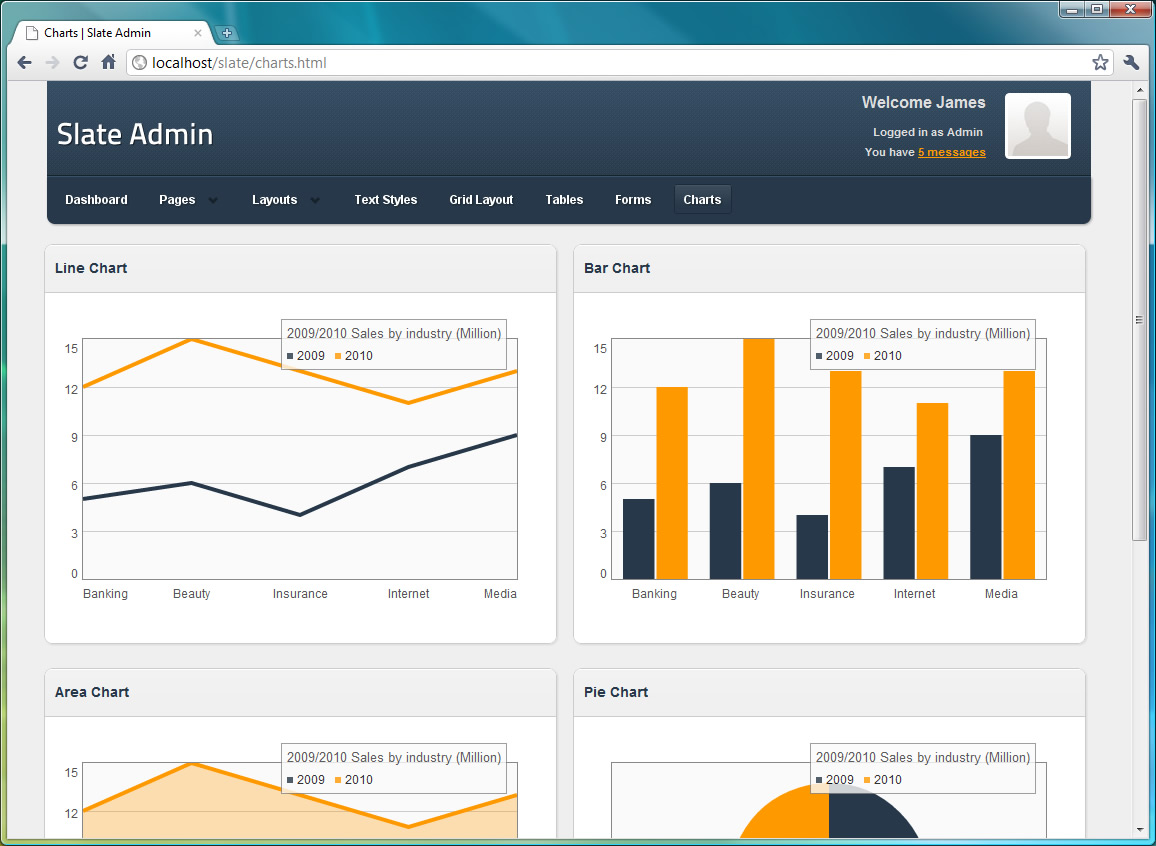 Charts | Slate Admin
localhost/slate/charts.html
Slate Admin
Welcome James
Logged in as Admin
You have 5 messages
Dashboard Pages Layouts Text Styles Grid Layout Tables Forms Charts
Line Chart
2009/2010 Sales by industry (Million)
2009 2010
15
12
9
6
3
0
Banking Beauty Insurance Internet Media
Bar Chart
2009/2010 Sales by industry (Million)
2009 2010
15
12
9
6
3
0
Banking Beauty Insurance Internet Media
Area Chart
2009/2010 Sales by industry (Million)
2009 2010
15
12
Pie Chart
2009/2010 Sales by industry (Million)
2009 2010